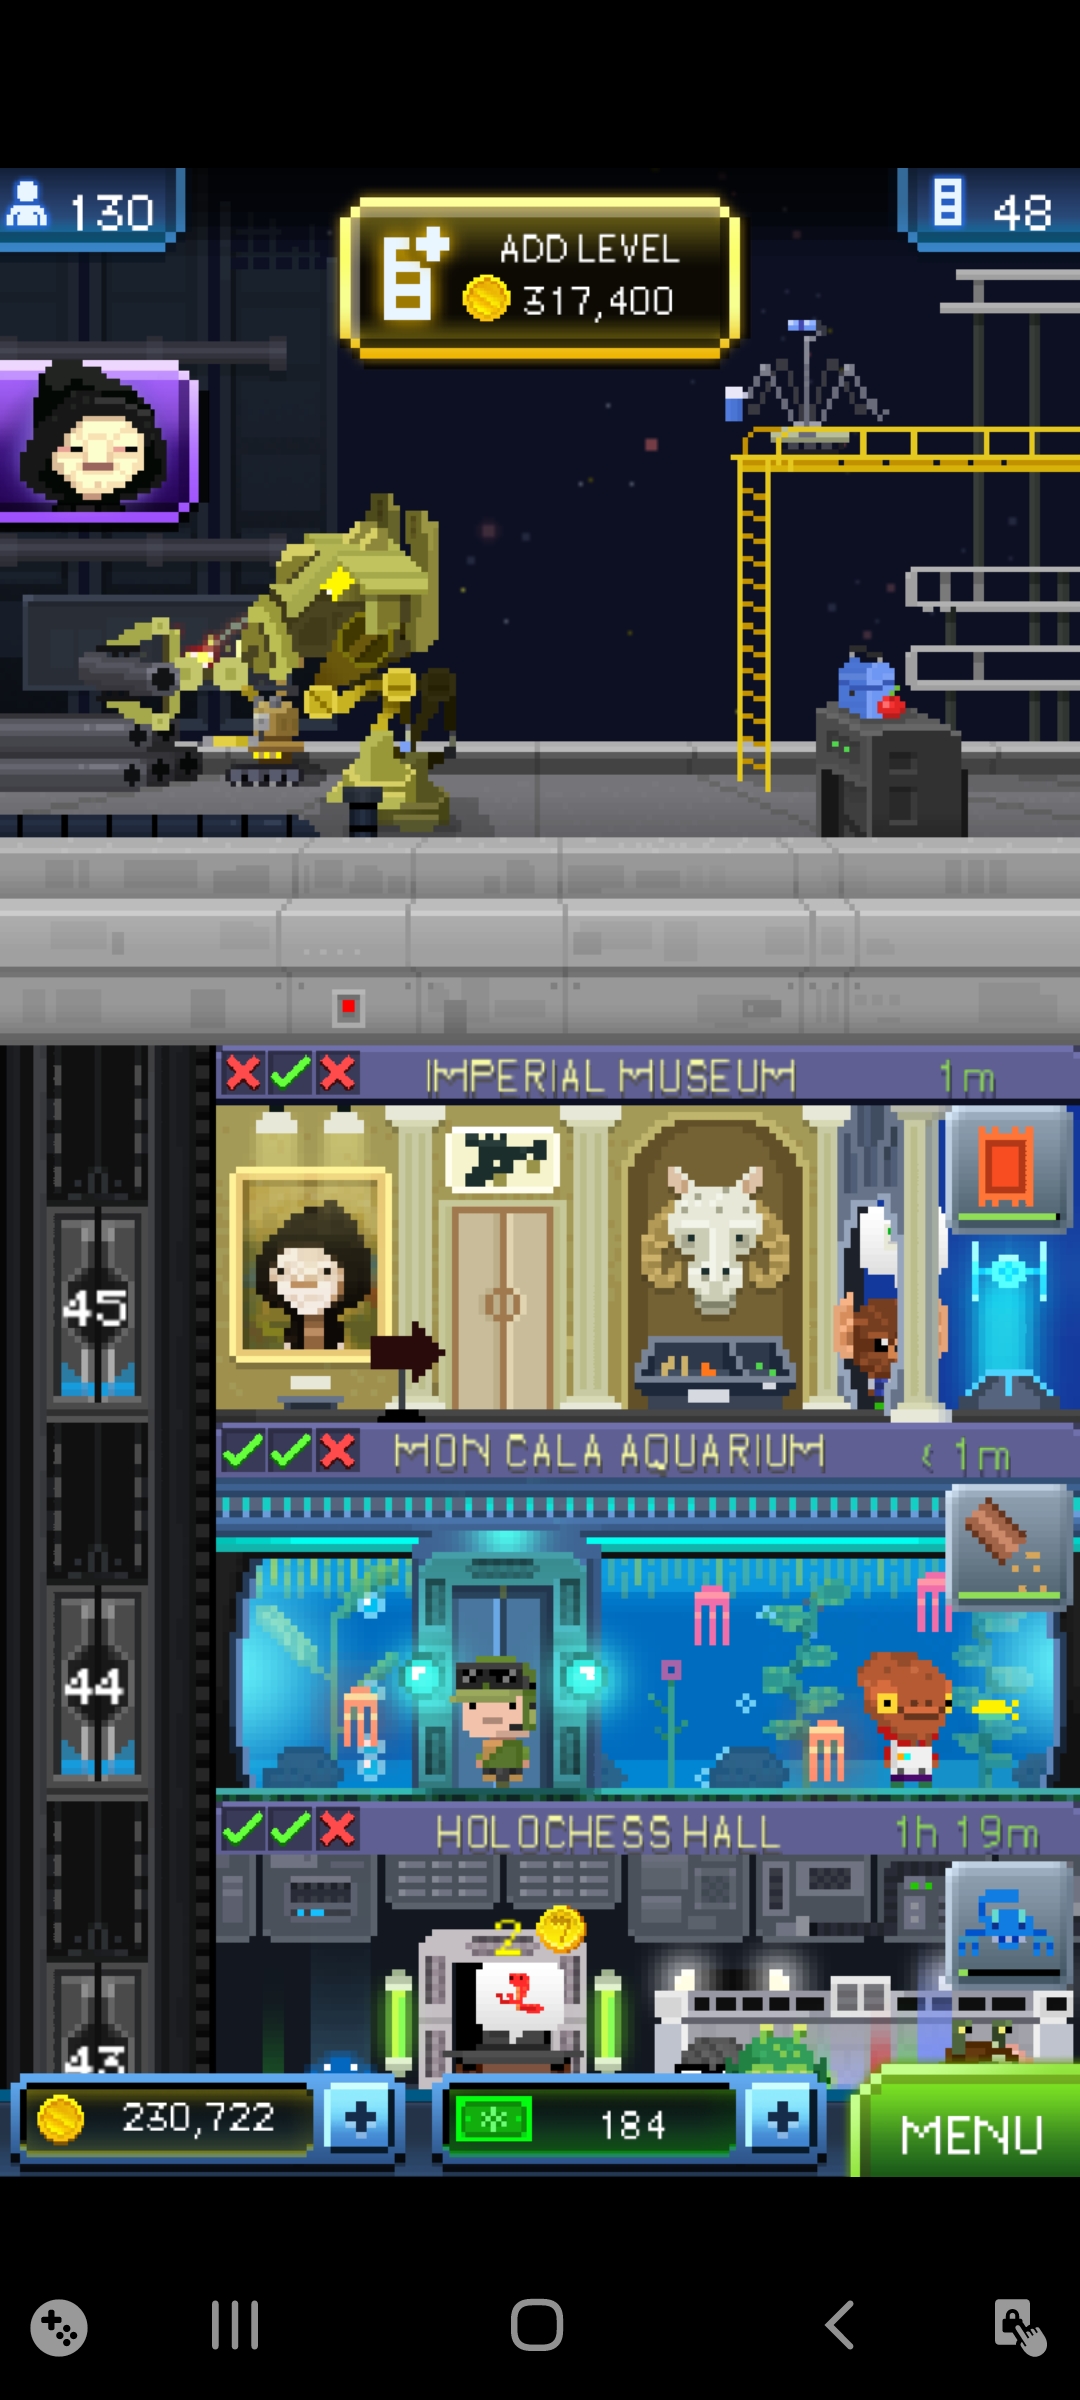 130
ADD LEVEL
317,400
48
IMPERIAL MUSEUM 1m
45
MON CALA AQUARIUM < 1m
44
HOLOCHESS HALL 1h 19m
2
43
230,722
184
MENU